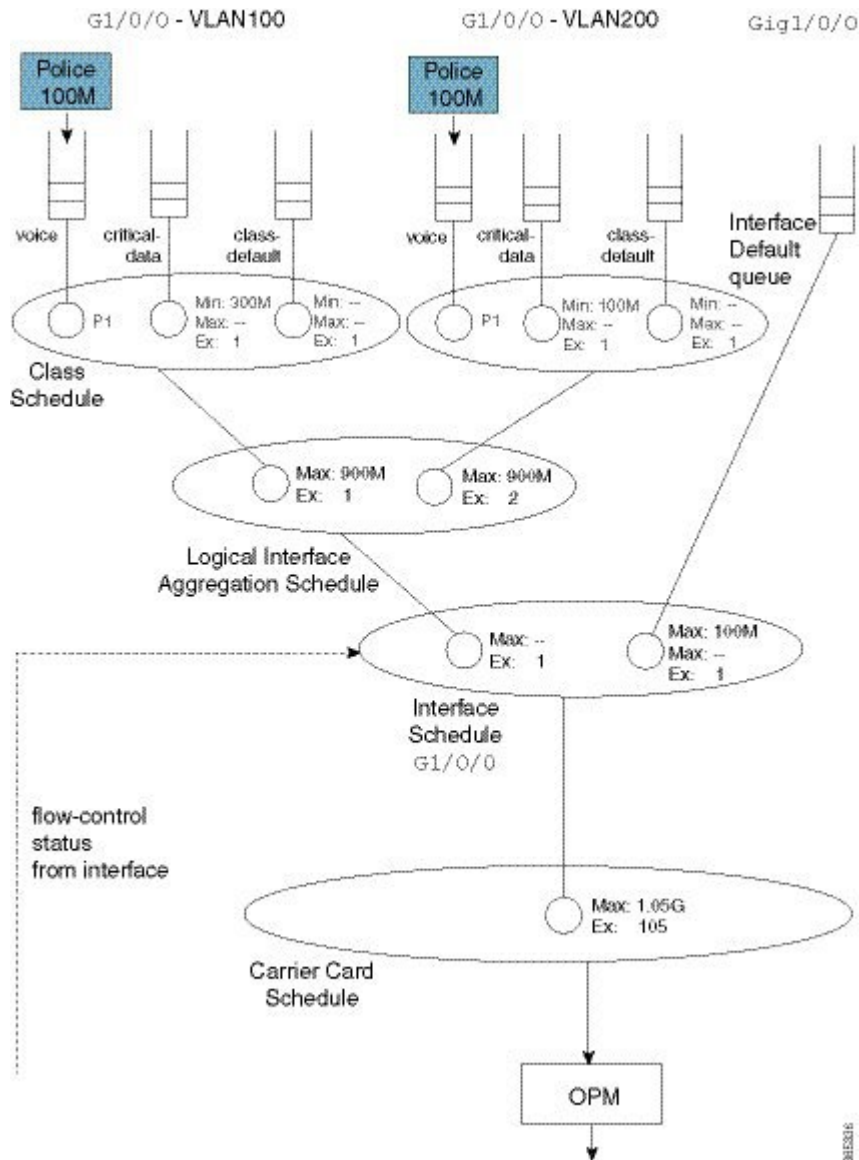 G1/0/0 - VLAN100
G1/0/0 - VLAN200
Gig1/0/0
Police
100M
Police
100M
voice
critical-
data
class-
default
voice
critical-
data
class-
default
Interface
Default
queue
P1
Min: 300M
Max: --
Ex: 1
Min: --
Max: --
Ex: 1
P1
Min: 100M
Max: --
Ex: 1
Min: --
Max: --
Ex: 1
Class
Schedule
Max: 900M
Ex: 1
Max: 900M
Ex: 2
Logical Interface
Aggregation Schedule
Max: --
Ex: 1
Max: 100M
Max: --
Ex: 1
Interface
Schedule
G1/0/0
flow-control
status
from interface
Max: 1.05G
Ex: 105
Carrier Card
Schedule
OPM